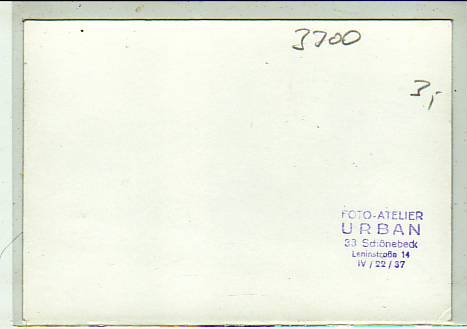 3700
3,-
FOTO-ATELIER
URBAN
33 Schönebeck
Leninstraße 14
IV / 22 / 37